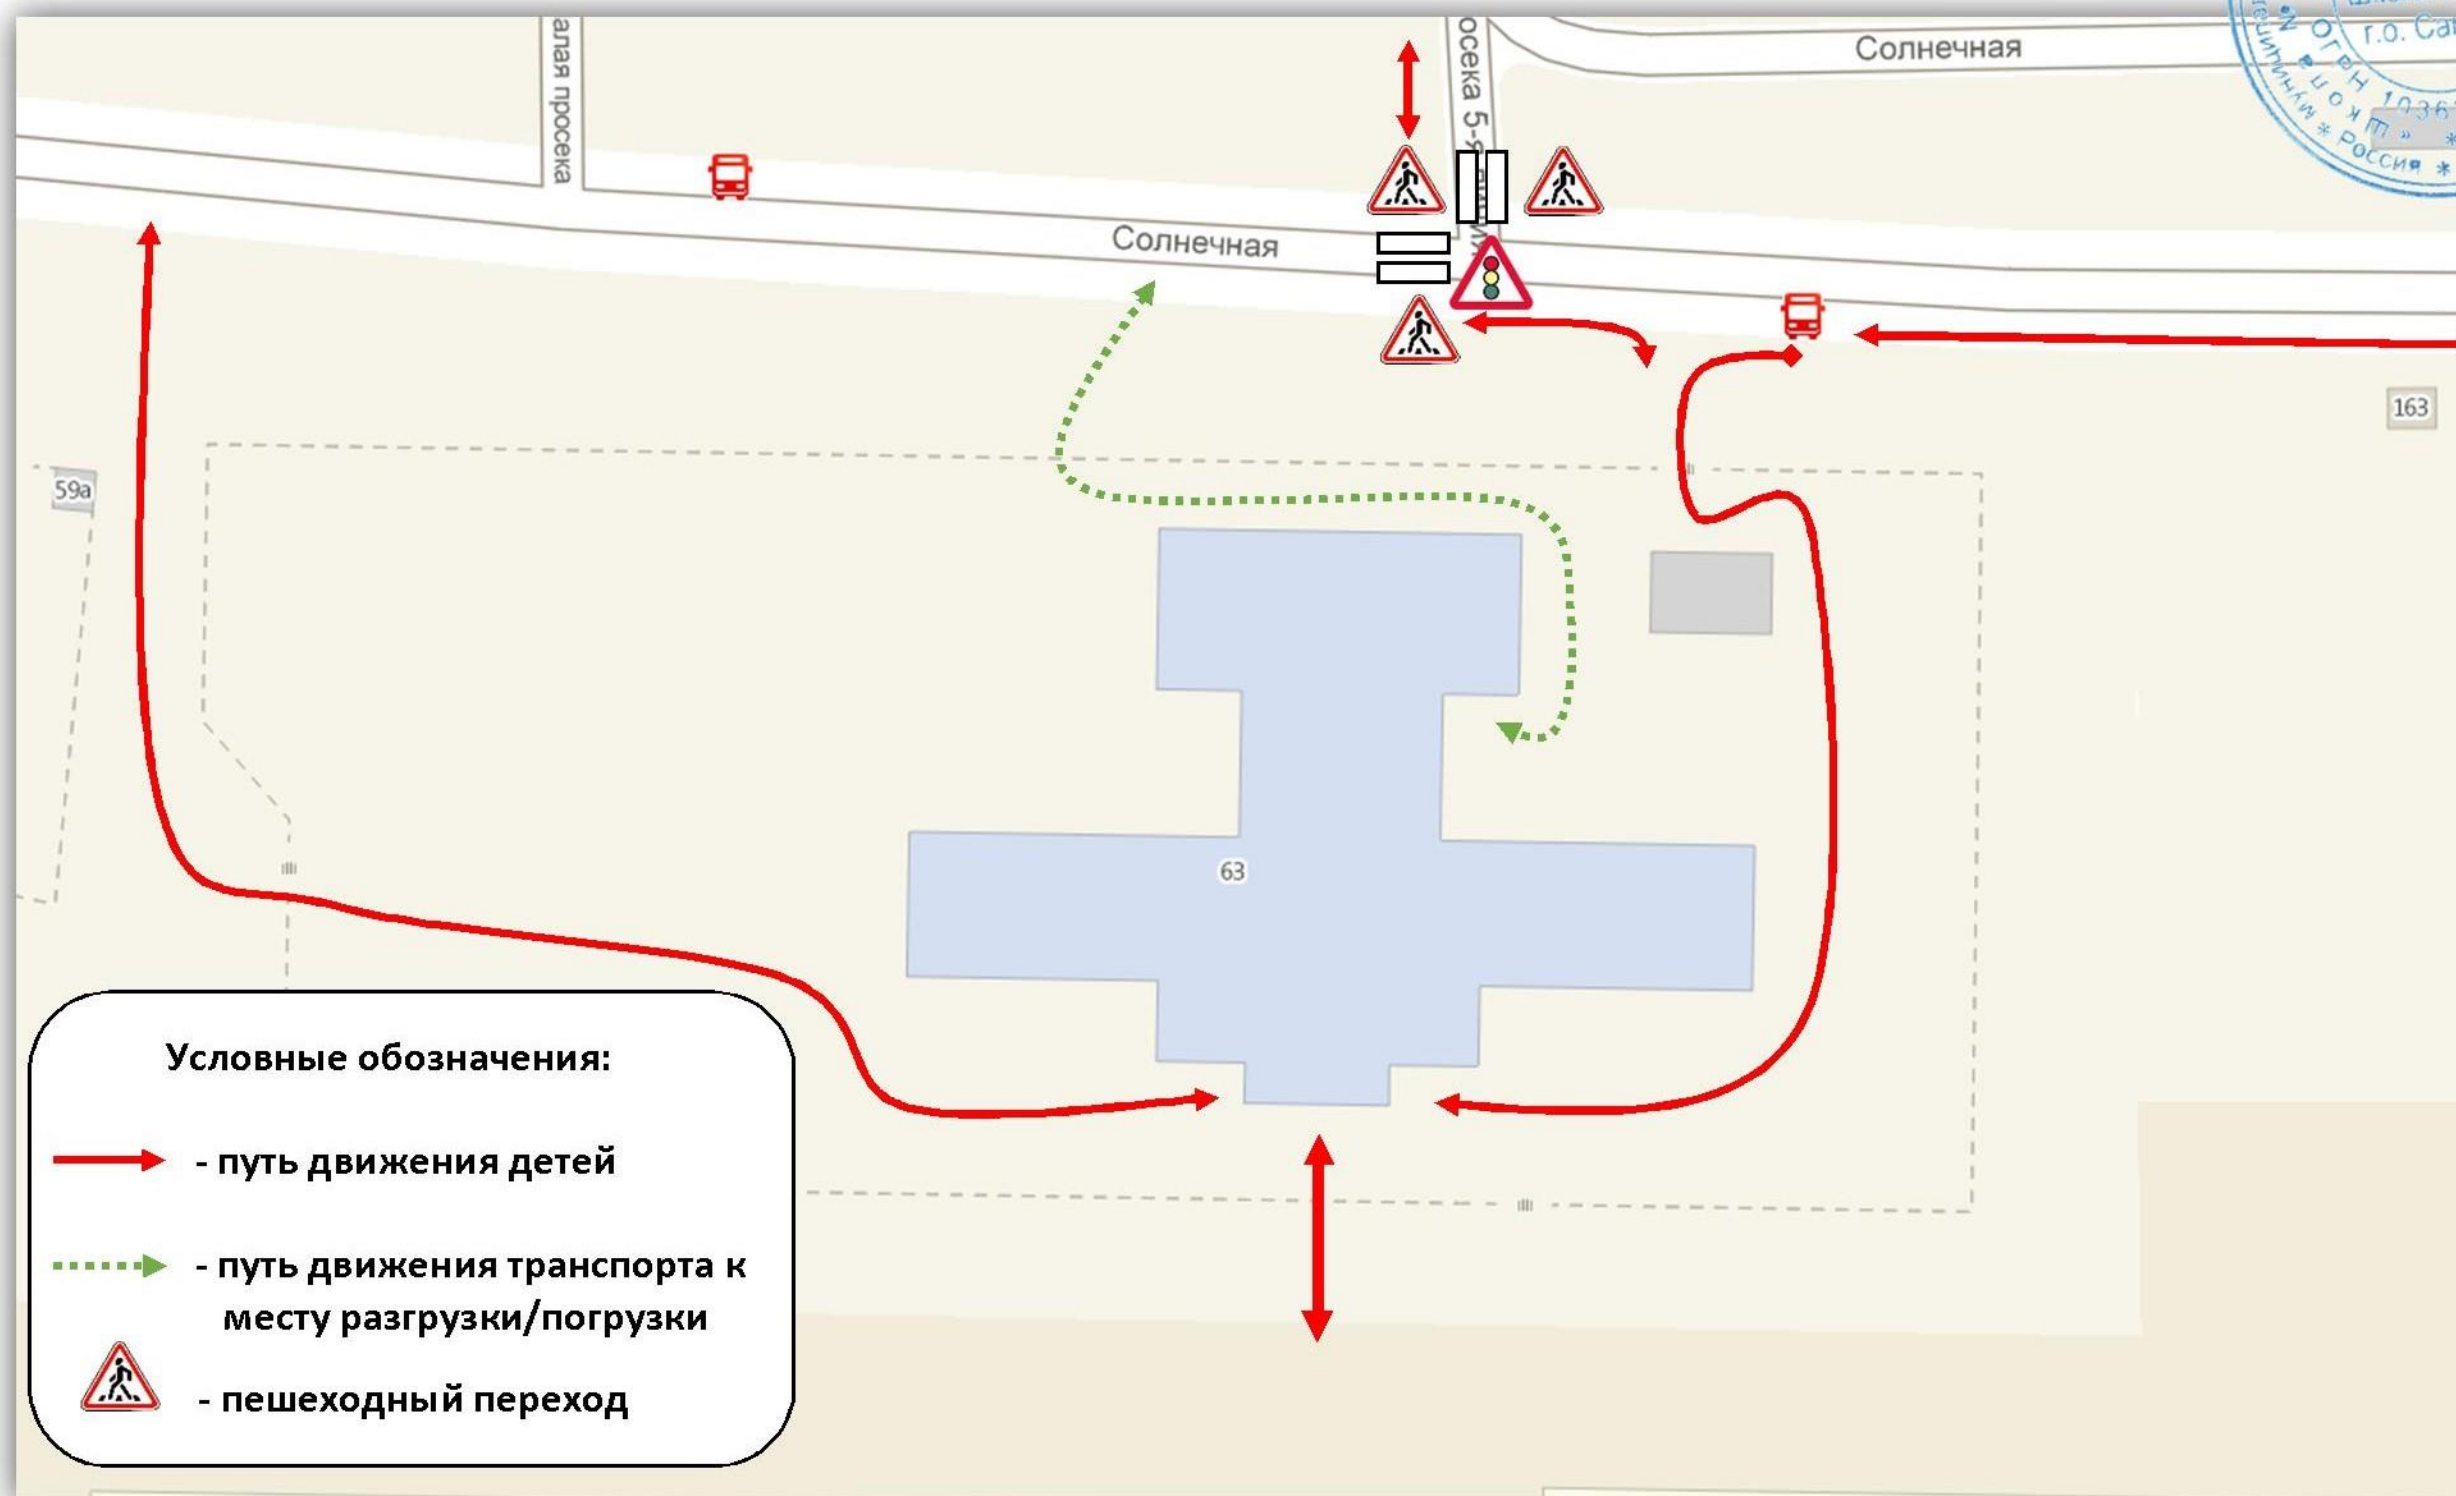 алая просека
осека 5-я
Солнечная
Солнечная
г.о. Са
ОГРН 1036
* Россия *
163
59а
63
Условные обозначения:
- путь движения детей
- путь движения транспорта к
месту разгрузки/погрузки
- пешеходный переход